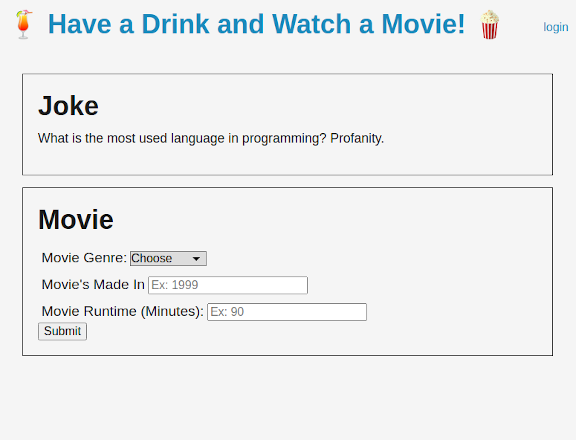 Have a Drink and Watch a Movie!
login
Joke
What is the most used language in programming? Profanity.
Movie
Movie Genre: Choose
Movie's Made In Ex: 1999
Movie Runtime (Minutes): Ex: 90
Submit